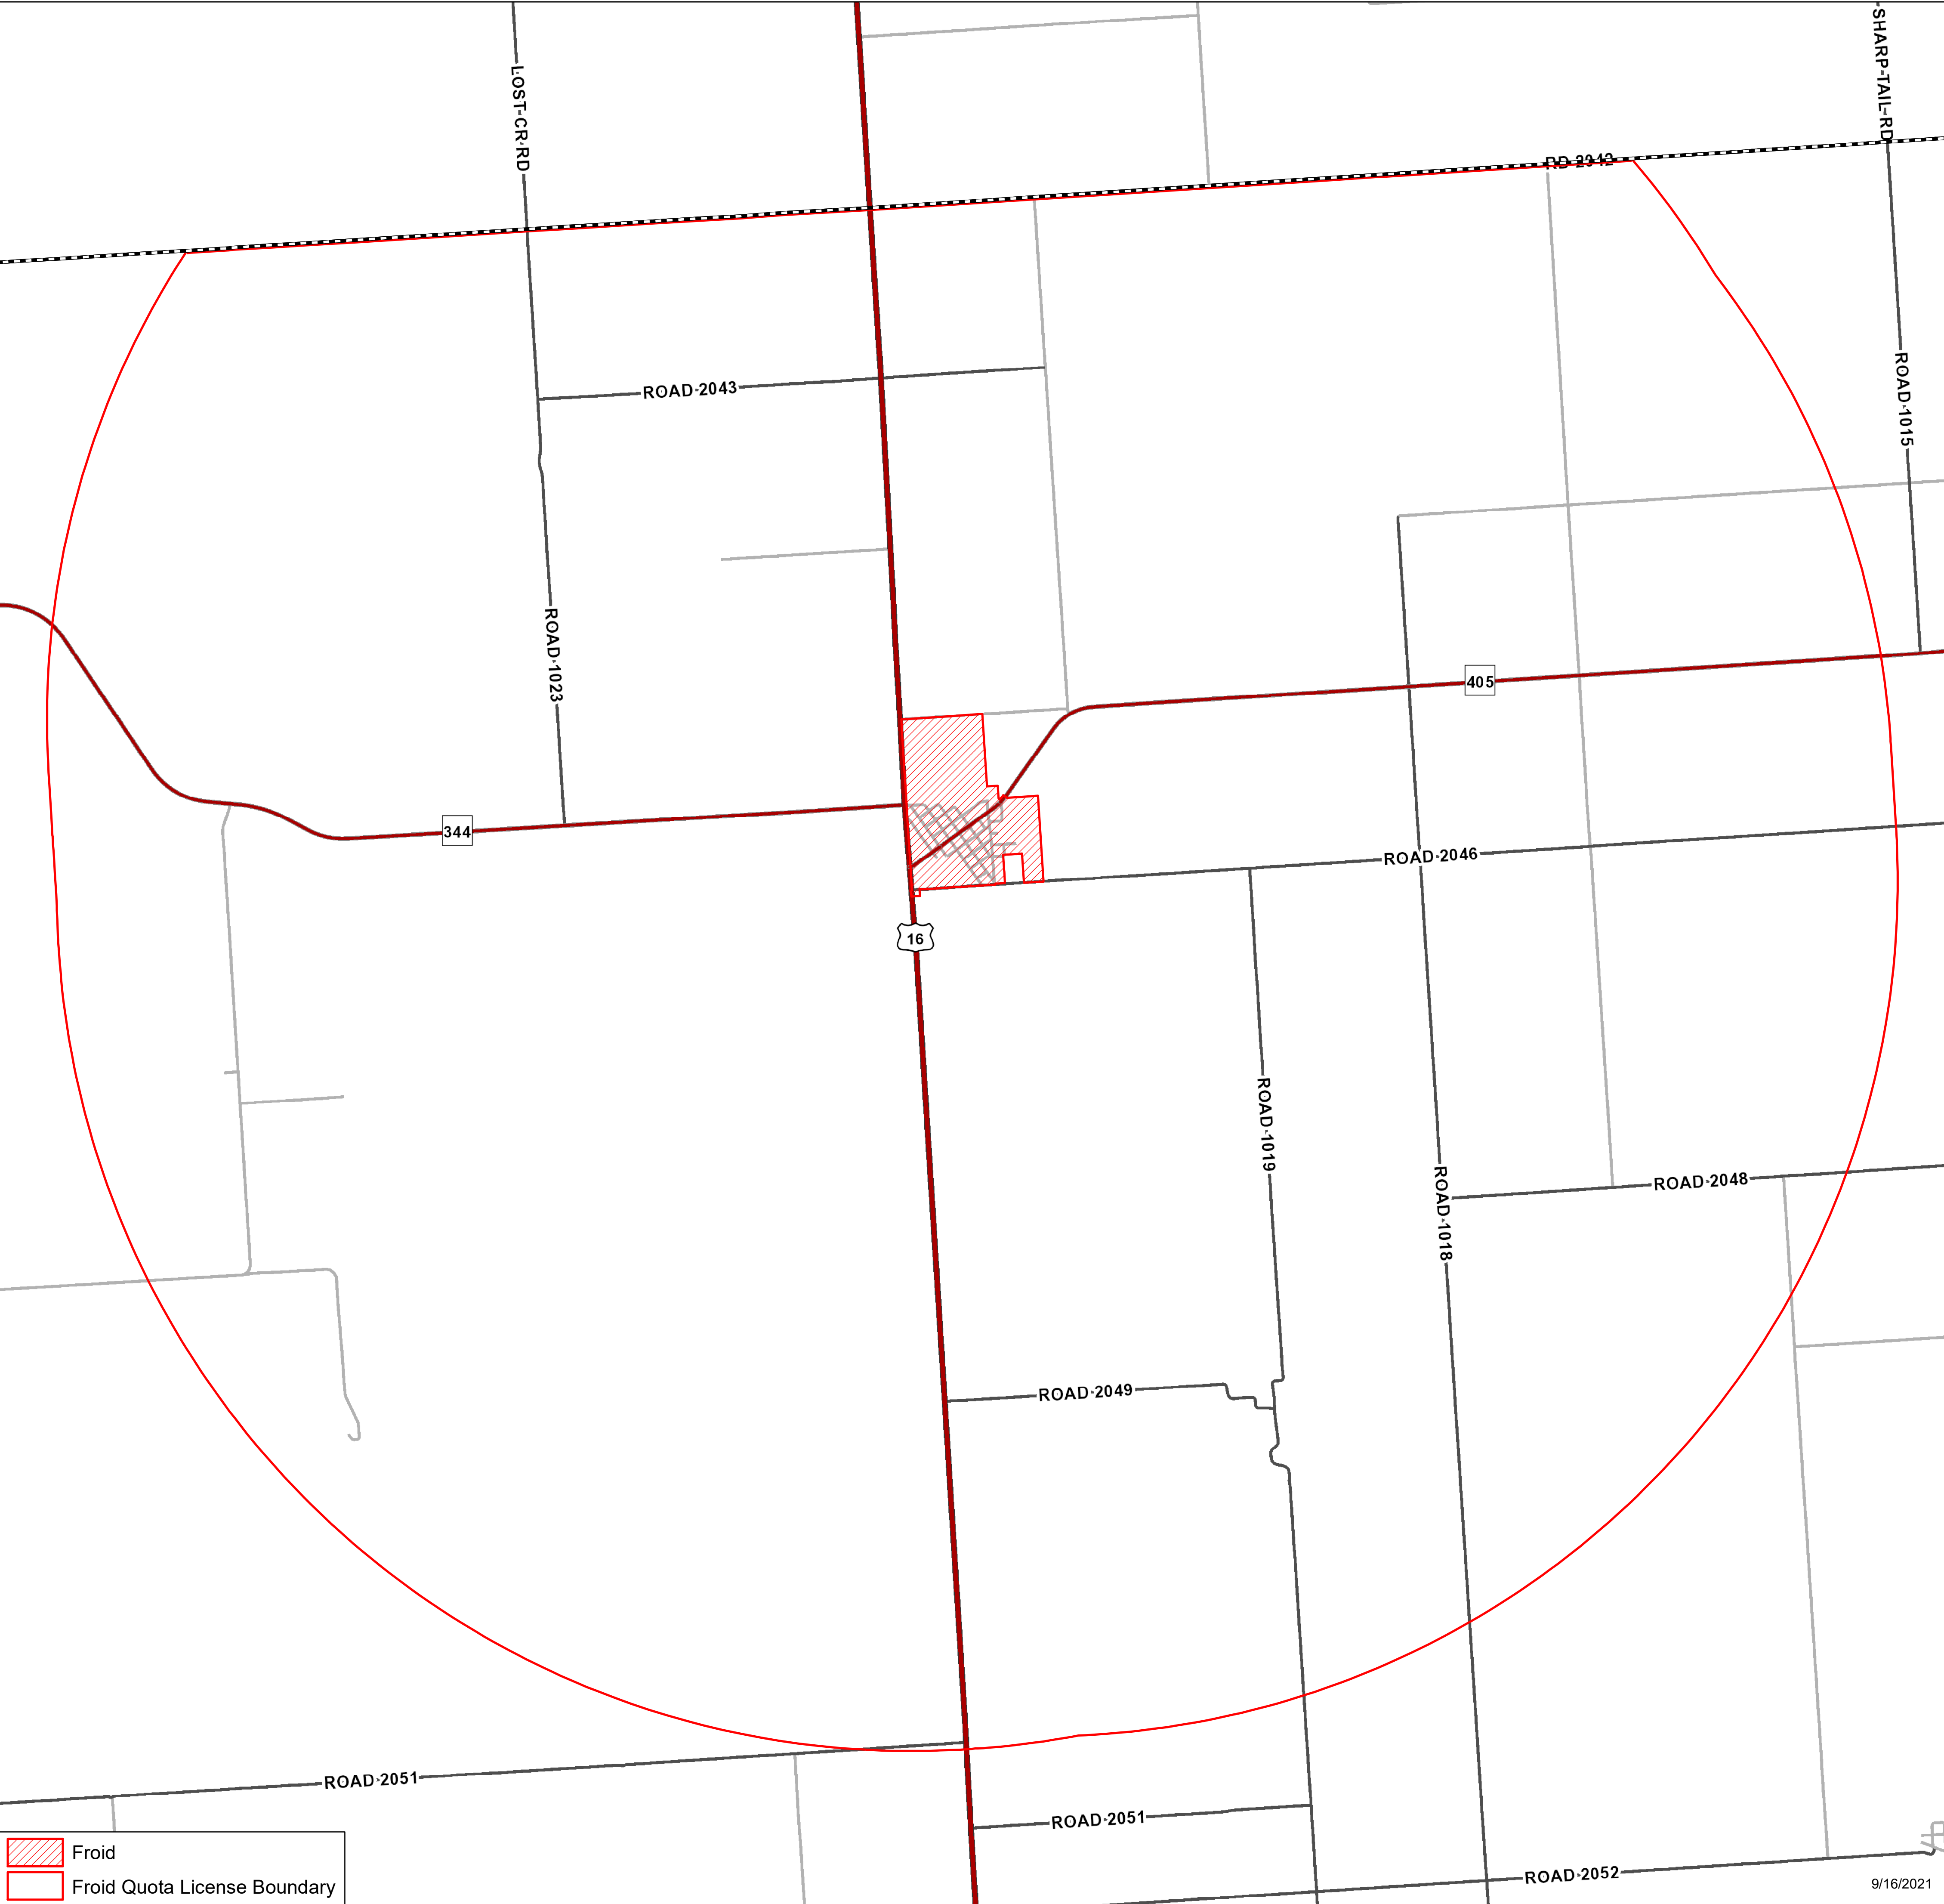 LOST CR RD
SHARP-TAIL RD
RD 2042
ROAD 2043
ROAD 1015
ROAD 1023
405
344
ROAD 2046
16
ROAD 1019
ROAD 1018
ROAD 2048
ROAD 2049
ROAD 2051
ROAD 2051
ROAD 2052
Froid
Froid Quota License Boundary
9/16/2021